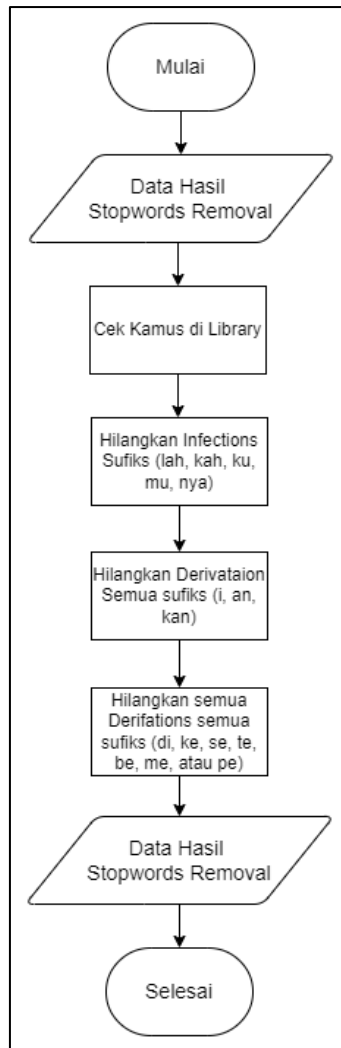 Mulai
Data Hasil
Stopwords Removal
Cek Kamus di Library
Hilangkan Infections
Sufiks (lah, kah, ku,
mu, nya)
Hilangkan Derivataion
Semua sufiks (i, an,
kan)
Hilangkan semua
Derifations semua
sufiks (di, ke, se, te,
be, me, atau pe)
Data Hasil
Stopwords Removal
Selesai